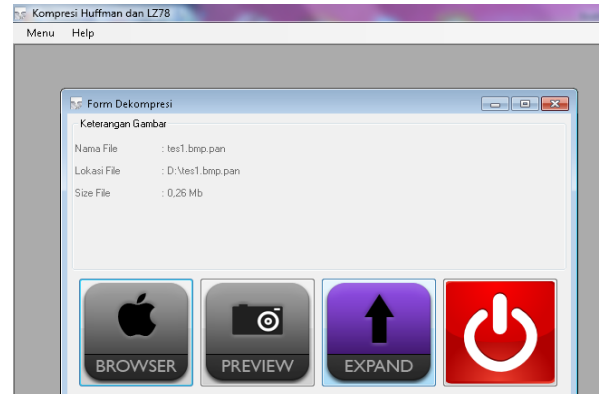 Kompresi Huffman dan LZ78
Menu Help
Form Dekompresi
Keterangan Gambar
Nama File : tes1.bmp.pan
Lokasi File : D:\tes1.bmp.pan
Size File : 0,26 Mb
BROWSER PREVIEW EXPAND